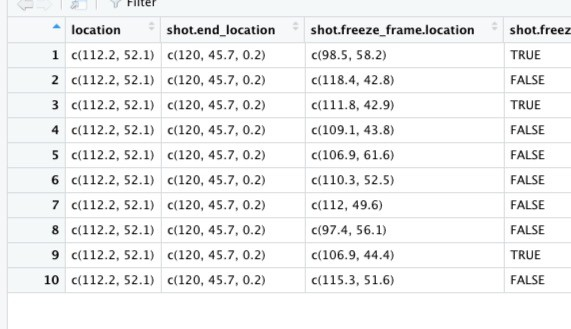 Filter
location shot.end_location shot.freeze_frame.location shot.freez
1 c(112.2, 52.1) c(120, 45.7, 0.2) c(98.5, 58.2) TRUE
2 c(112.2, 52.1) c(120, 45.7, 0.2) c(118.4, 42.8) FALSE
3 c(112.2, 52.1) c(120, 45.7, 0.2) c(111.8, 42.9) TRUE
4 c(112.2, 52.1) c(120, 45.7, 0.2) c(109.1, 43.8) FALSE
5 c(112.2, 52.1) c(120, 45.7, 0.2) c(106.9, 61.6) FALSE
6 c(112.2, 52.1) c(120, 45.7, 0.2) c(110.3, 52.5) FALSE
7 c(112.2, 52.1) c(120, 45.7, 0.2) c(112, 49.6) FALSE
8 c(112.2, 52.1) c(120, 45.7, 0.2) c(97.4, 56.1) FALSE
9 c(112.2, 52.1) c(120, 45.7, 0.2) c(106.9, 44.4) TRUE
10 c(112.2, 52.1) c(120, 45.7, 0.2) c(115.3, 51.6) FALSE